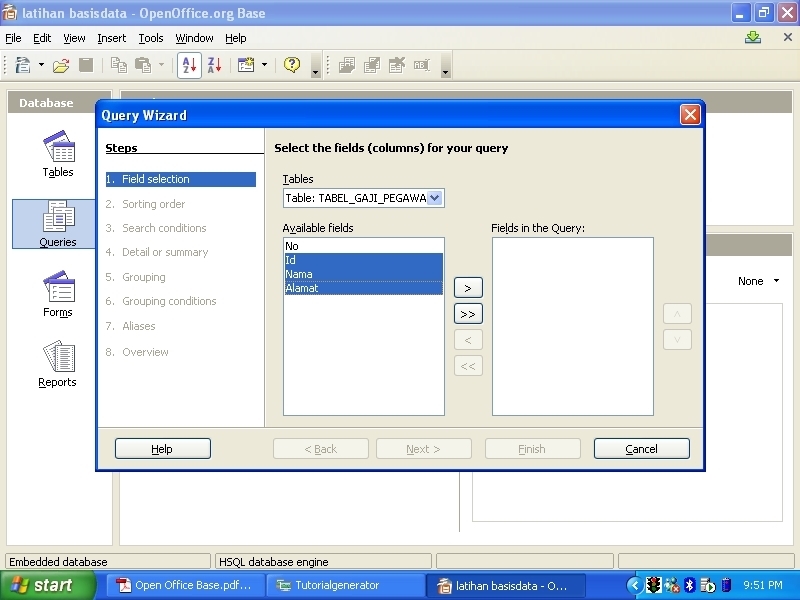 latihan basisdata - OpenOffice.org Base
File Edit View Insert Tools Window Help
Database
Tables
Queries
Forms
Reports
None
Query Wizard
Steps
1. Field selection
2. Sorting order
3. Search conditions
4. Detail or summary
5. Grouping
6. Grouping conditions
7. Aliases
8. Overview
Select the fields (columns) for your query
Tables
Table: TABEL_GAJI_PEGAWA
Available fields
No
Id
Nama
Alamat
>
>>
<
<<
Fields in the Query:
^
v
Help
< Back
Next >
Finish
Cancel
Embedded database
HSQL database engine
start
Open Office Base.pdf...
Tutorialgenerator
latihan basisdata - O...
9:51 PM